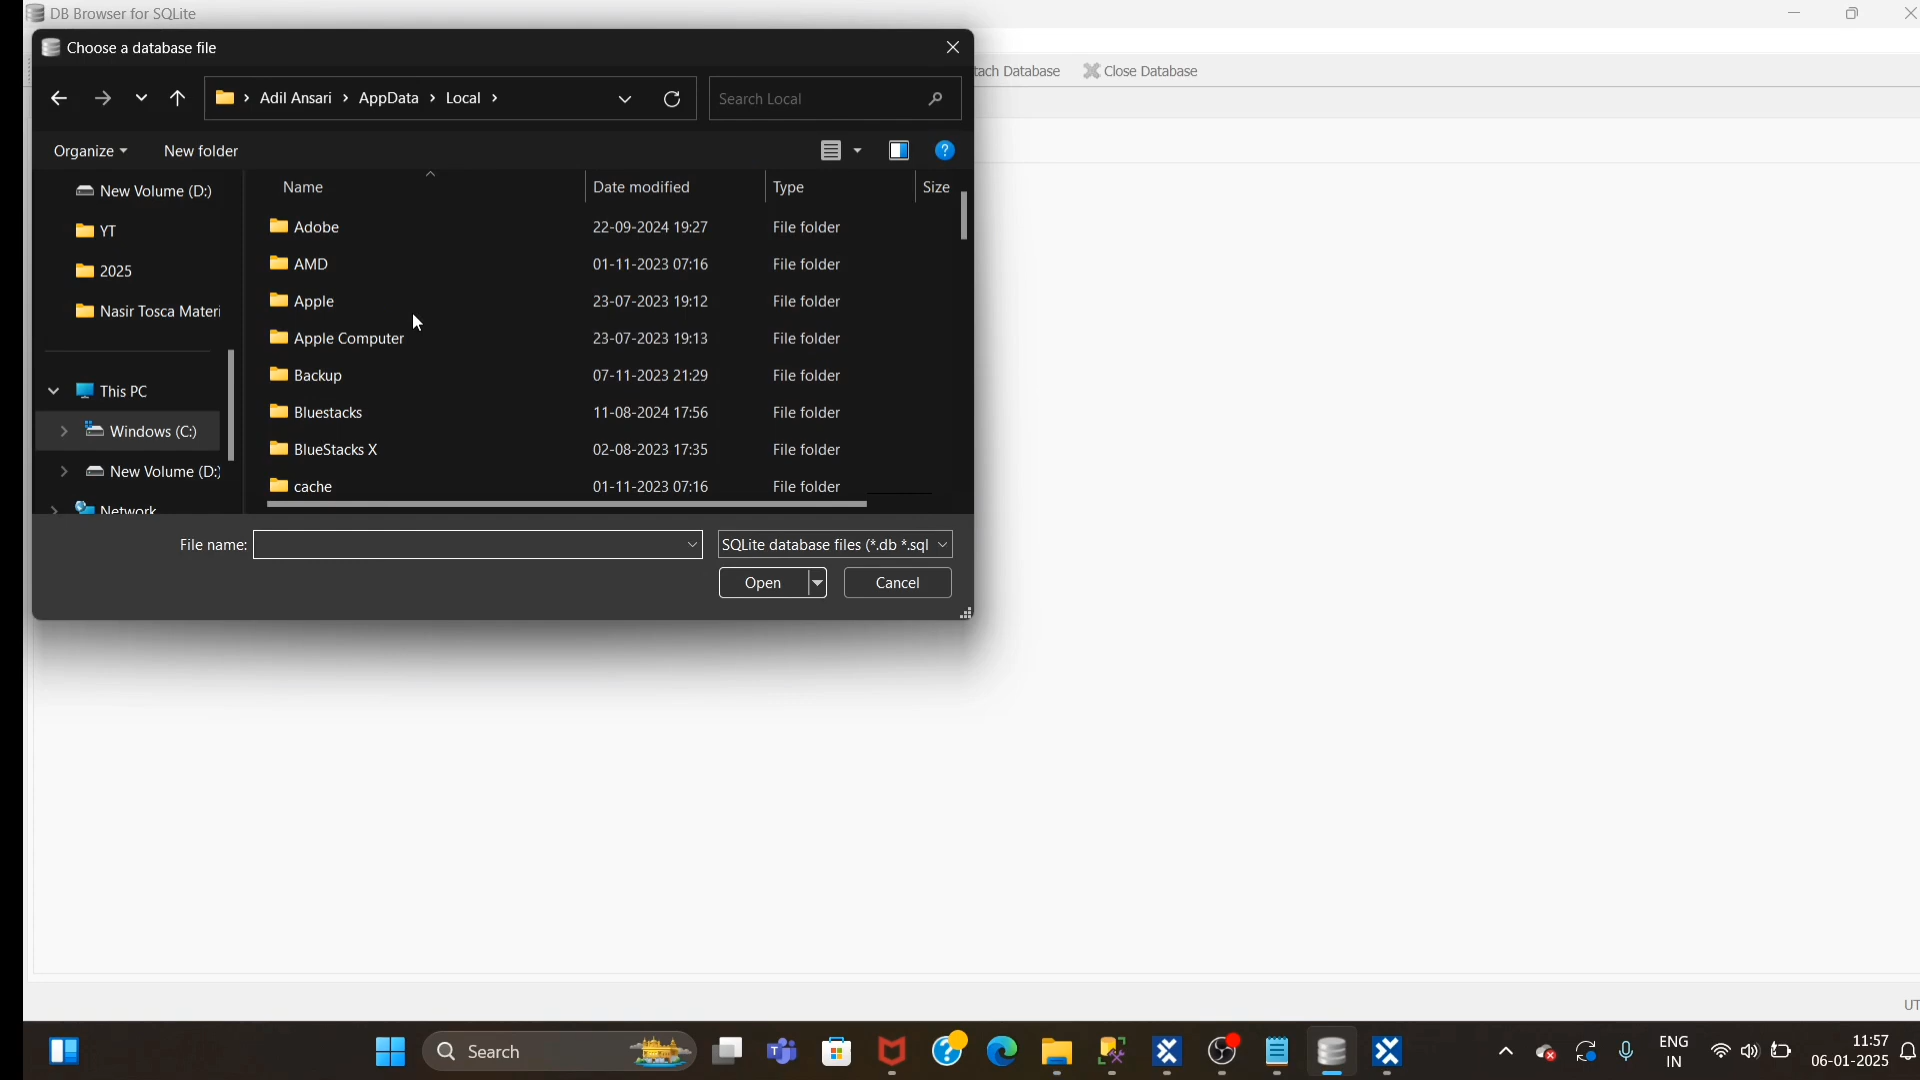 DB Browser for SQLite
Choose a database file
tach Database
Close Database
Adil Ansari
AppData
Local
Search Local
Organize
New folder
Name
Date modified
Type
Size
New Volume (D:)
YT
2025
Nasir Tosca Materi
This PC
Windows (C:)
New Volume (D:)
Network
Adobe 22-09-2024 19:27 File folder
AMD 01-11-2023 07:16 File folder
Apple 23-07-2023 19:12 File folder
Apple Computer 23-07-2023 19:13 File folder
Backup 07-11-2023 21:29 File folder
Bluestacks 11-08-2024 17:56 File folder
BlueStacks X 02-08-2023 17:35 File folder
cache 01-11-2023 07:16 File folder
File name:
SQLite database files (*.db *.sql
Open
Cancel
UT
Search
ENG
IN
11:57
06-01-2025